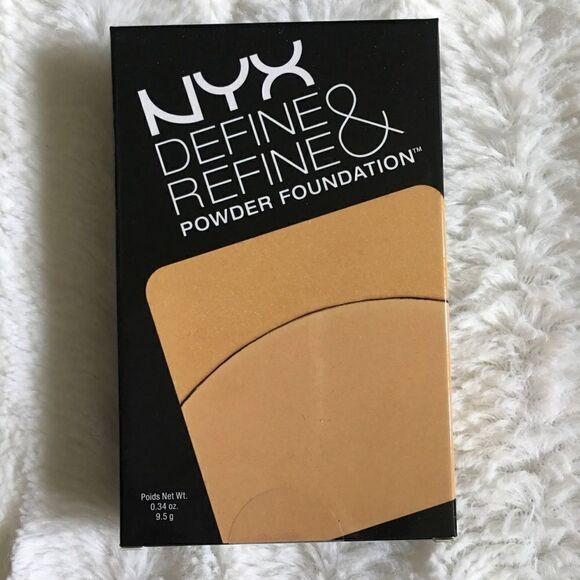 NYX
DEFINE &
REFINE
POWDER FOUNDATION™
Poids Net Wt.
0.34 oz.
9.5 g